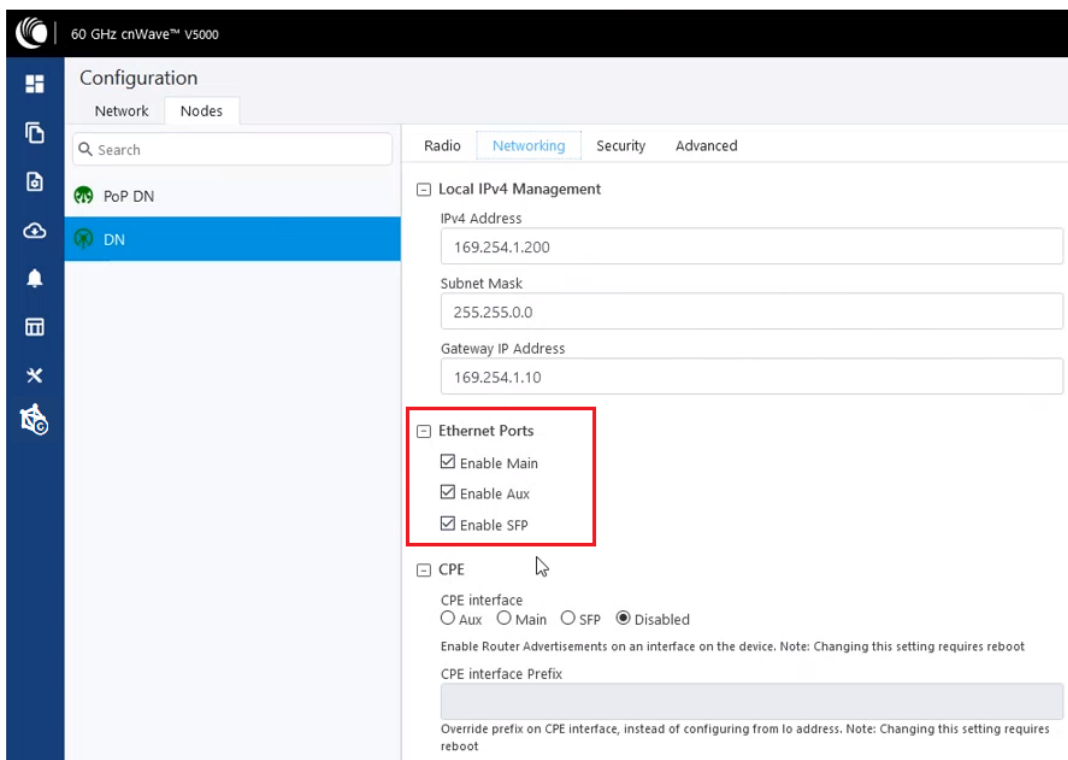 60 GHz cnWave™ V5000
Configuration
Network Nodes
Search
PoP DN
DN
Radio Networking Security Advanced
Local IPv4 Management
IPv4 Address
169.254.1.200
Subnet Mask
255.255.0.0
Gateway IP Address
169.254.1.10
Ethernet Ports
Enable Main
Enable Aux
Enable SFP
CPE
CPE interface
Aux Main SFP Disabled
Enable Router Advertisements on an interface on the device. Note: Changing this setting requires reboot
CPE interface Prefix
Override prefix on CPE interface, instead of configuring from lo address. Note: Changing this setting requires
reboot